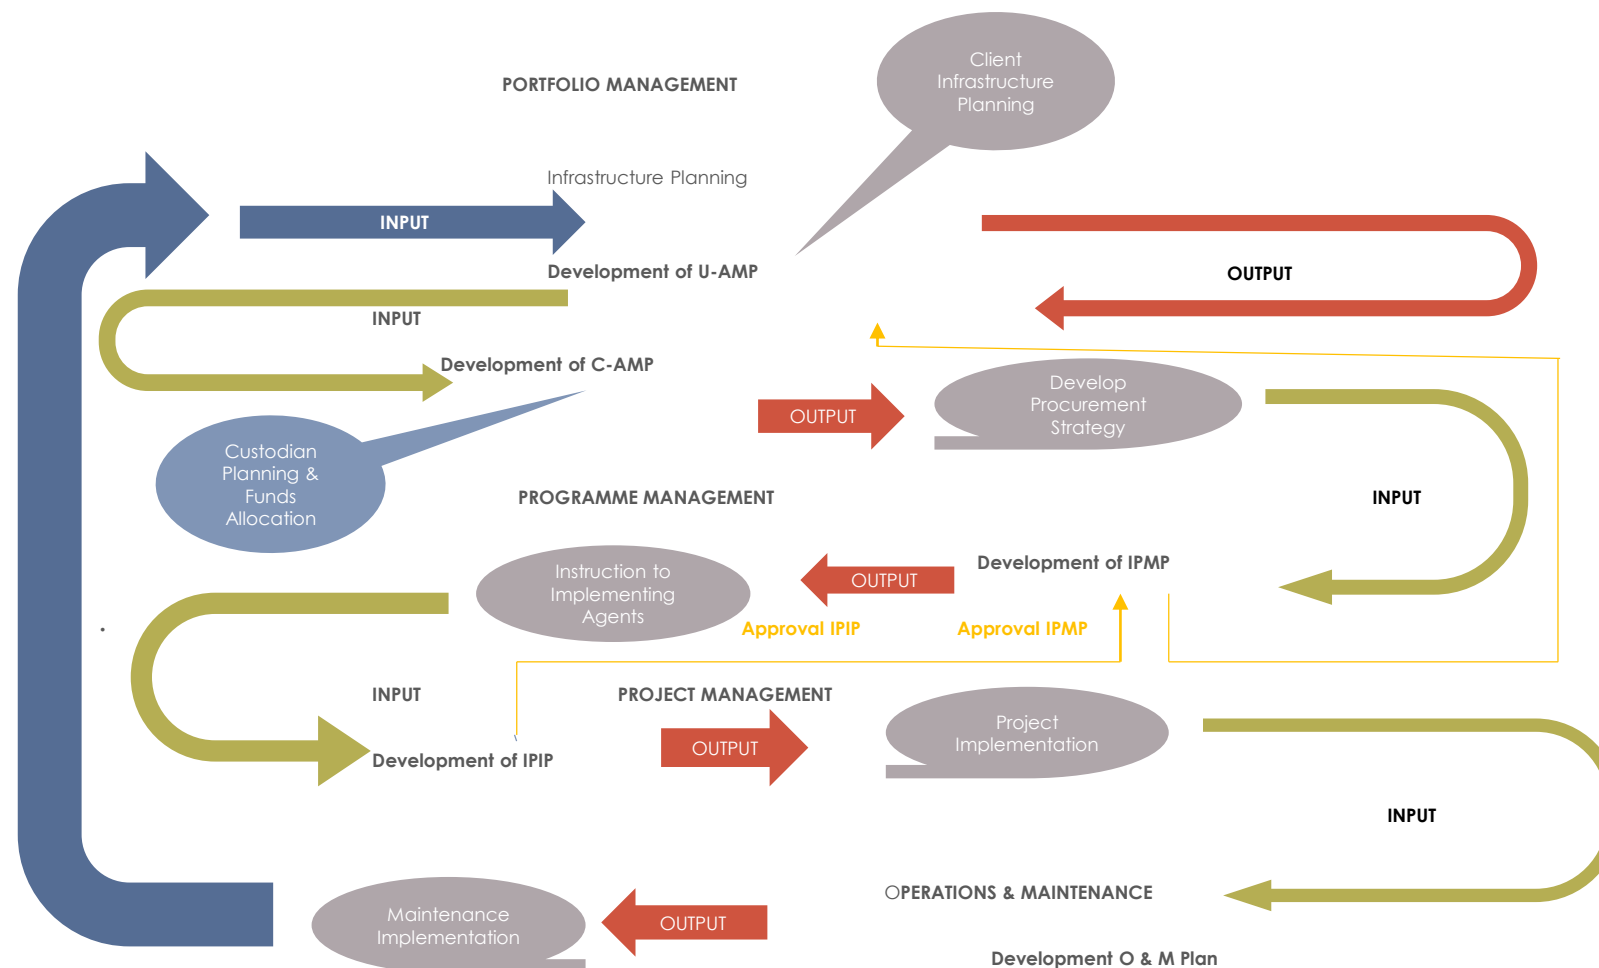 Client
Infrastructure
Planning
PORTFOLIO MANAGEMENT
Infrastructure Planning
INPUT
Development of U-AMP
OUTPUT
INPUT
Development of C-AMP
OUTPUT
Develop
Procurement
Strategy
Custodian
Planning &
Funds
Allocation
PROGRAMME MANAGEMENT
INPUT
Development of IPMP
OUTPUT
Instruction to
Implementing
Agents
Approval IPIP
Approval IPMP
.
INPUT
PROJECT MANAGEMENT
Project
Implementation
OUTPUT
Development of IPIP
INPUT
OPERATIONS & MAINTENANCE
OUTPUT
Maintenance
Implementation
Development O & M Plan